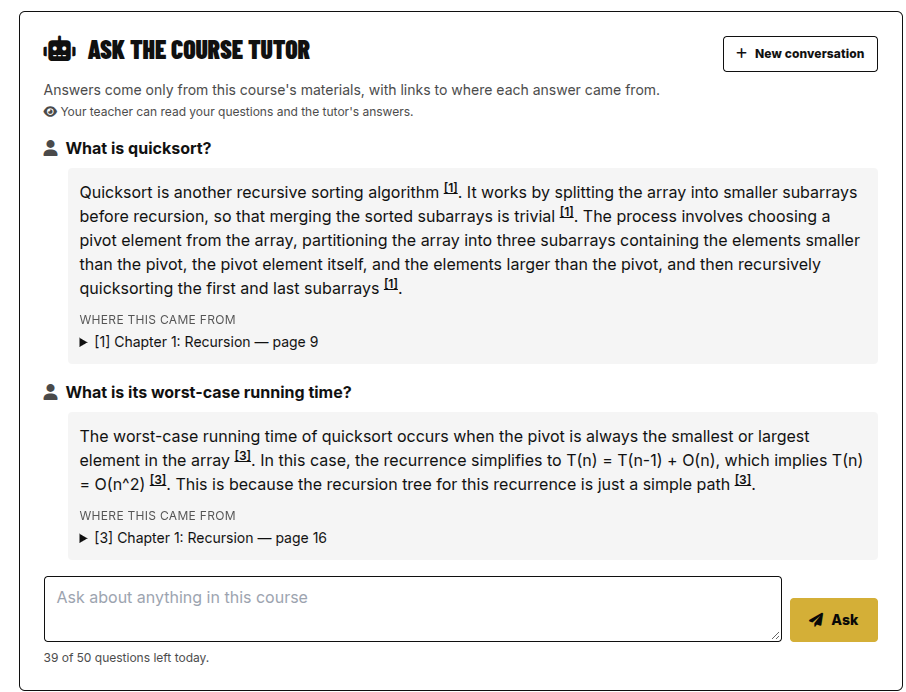 ASK THE COURSE TUTOR
+ New conversation
Answers come only from this course's materials, with links to where each answer came from.
Your teacher can read your questions and the tutor's answers.
What is quicksort?
Quicksort is another recursive sorting algorithm [1]. It works by splitting the array into smaller subarrays
before recursion, so that merging the sorted subarrays is trivial [1]. The process involves choosing a
pivot element from the array, partitioning the array into three subarrays containing the elements smaller
than the pivot, the pivot element itself, and the elements larger than the pivot, and then recursively
quicksorting the first and last subarrays [1].
WHERE THIS CAME FROM
[1] Chapter 1: Recursion — page 9
What is its worst-case running time?
The worst-case running time of quicksort occurs when the pivot is always the smallest or largest
element in the array [3]. In this case, the recurrence simplifies to T(n) = T(n-1) + O(n), which implies T(n)
= O(n^2) [3]. This is because the recursion tree for this recurrence is just a simple path [3].
WHERE THIS CAME FROM
[3] Chapter 1: Recursion — page 16
Ask about anything in this course
Ask
39 of 50 questions left today.